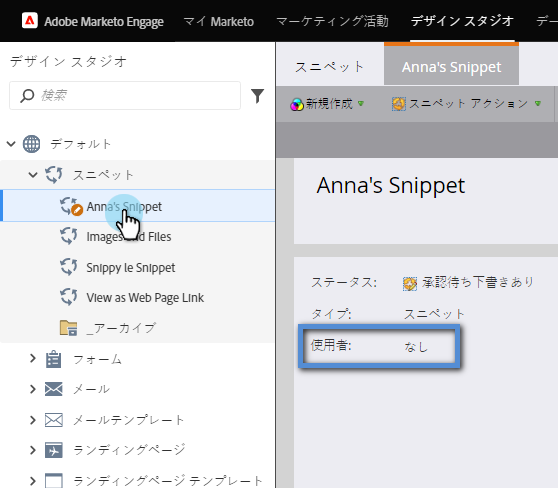 Adobe Marketo Engage マイ Marketo マーケティング活動 デザイン スタジオ デー
デザイン スタジオ
検索
デフォルト
スニペット
Anna's Snippet
Images and Files
Snippy le Snippet
View as Web Page Link
_アーカイブ
フォーム
メール
メールテンプレート
ランディングページ
ランディングページ テンプレート
スニペット Anna's Snippet
新規作成 スニペット アクション
Anna's Snippet
ステータス: 承認待ち下書きあり
タイプ: スニペット
使用者: なし